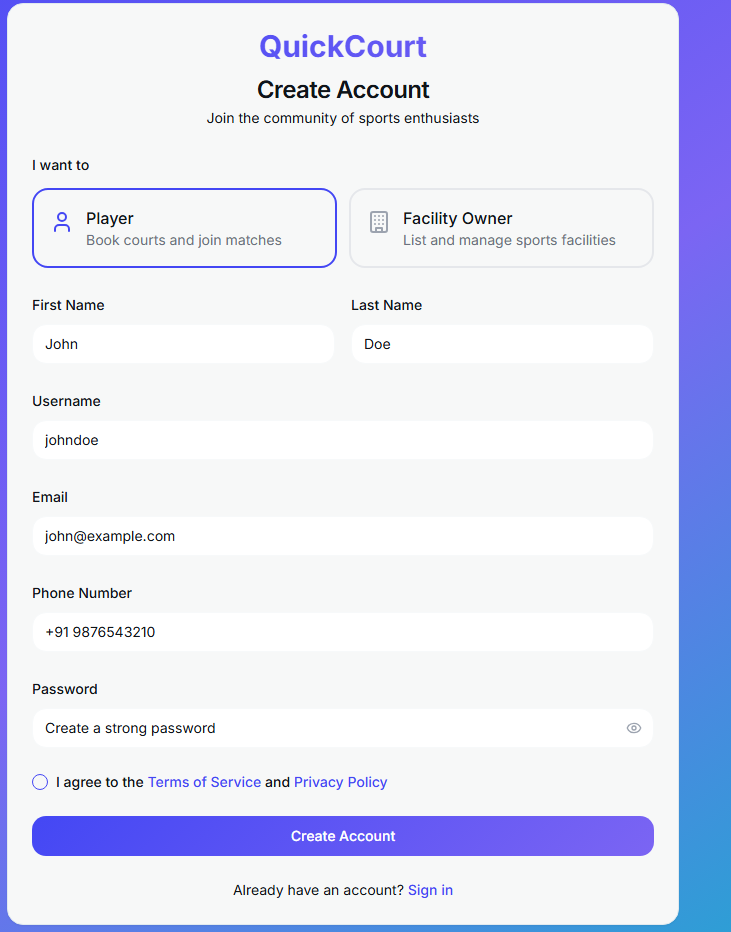 QuickCourt
Create Account
Join the community of sports enthusiasts
I want to
Player
Book courts and join matches
Facility Owner
List and manage sports facilities
First Name
Last Name
John
Doe
Username
johndoe
Email
john@example.com
Phone Number
+91 9876543210
Password
Create a strong password
I agree to the Terms of Service and Privacy Policy
Create Account
Already have an account? Sign in